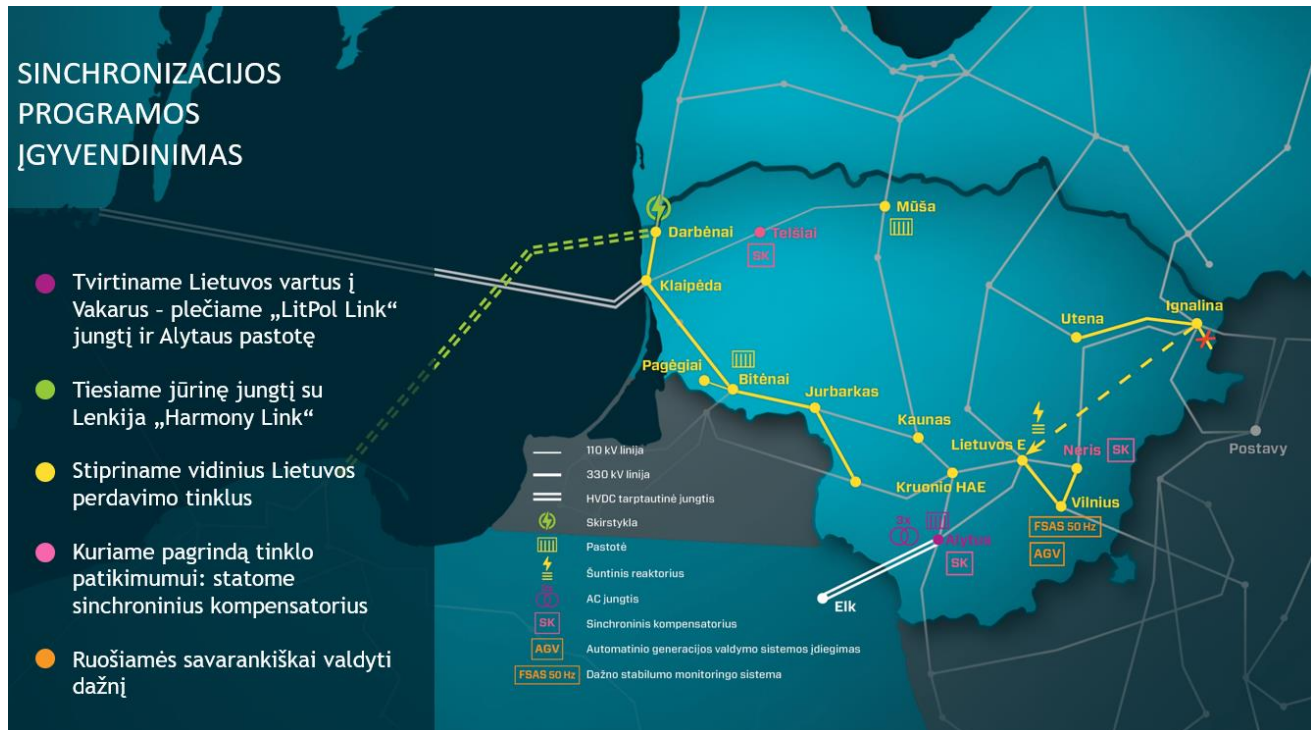 SINCHRONIZACIJOS
PROGRAMOS
ĮGYVENDINIMAS
Tvirtiname Lietuvos vartus į
Vakarus – plečiame „LitPol Link“
jungtį ir Alytaus pastotę
Tiesiame jūrinę jungtį su
Lenkija „Harmony Link“
Stipriname vidinius Lietuvos
perdavimo tinklus
Kuriame pagrindą tinklo
patikimumui: statome
sinchroninius kompensatorius
Ruošiamės savarankiškai valdyti
dažnį
Mūša
Darbėnai
Telšiai
SK
Klaipėda
Ignalina
Utena
Pagėgiai
Bitėnai
Jurbarkas
Kaunas
Lietuvos E
Neris
SK
Postavy
Kruonio HAE
Vilnius
FSAS 50 Hz
AGV
3x
Alytus
SK
Elk
110 kV linija
330 kV linija
HVDC tarptautinė jungtis
Skirstykla
Pastotė
Šuntinis reaktorius
AC jungtis
SK
Sinchroninis kompensatorius
AGV
Automatinio generacijos valdymo sistemos įdiegimas
FSAS 50 Hz
Dažno stabilumo monitoringo sistema